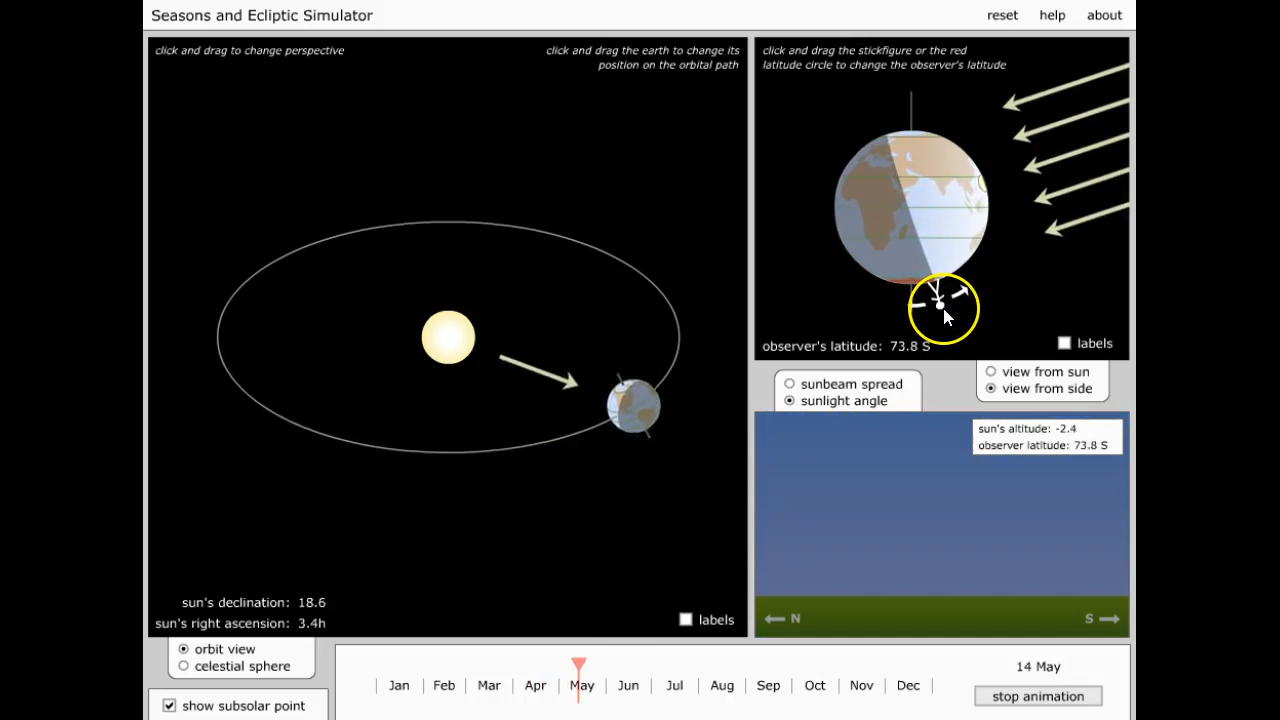 Seasons and Ecliptic Simulator
reset help about
click and drag to change perspective
click and drag the earth to change its
position on the orbital path
click and drag the stickfigure or the red
latitude circle to change the observer's latitude
observer's latitude: 73.8 S
labels
sunbeam spread
sunlight angle
view from sun
view from side
sun's altitude: -2.4
observer latitude: 73.8 S
N
S
sun's declination: 18.6
sun's right ascension: 3.4h
labels
orbit view
celestial sphere
show subsolar point
Jan Feb Mar Apr May Jun Jul Aug Sep Oct Nov Dec
14 May
stop animation